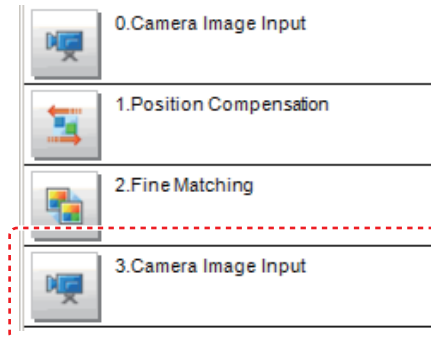 0.Camera Image Input
1.Position Compensation
2.Fine Matching
3.Camera Image Input